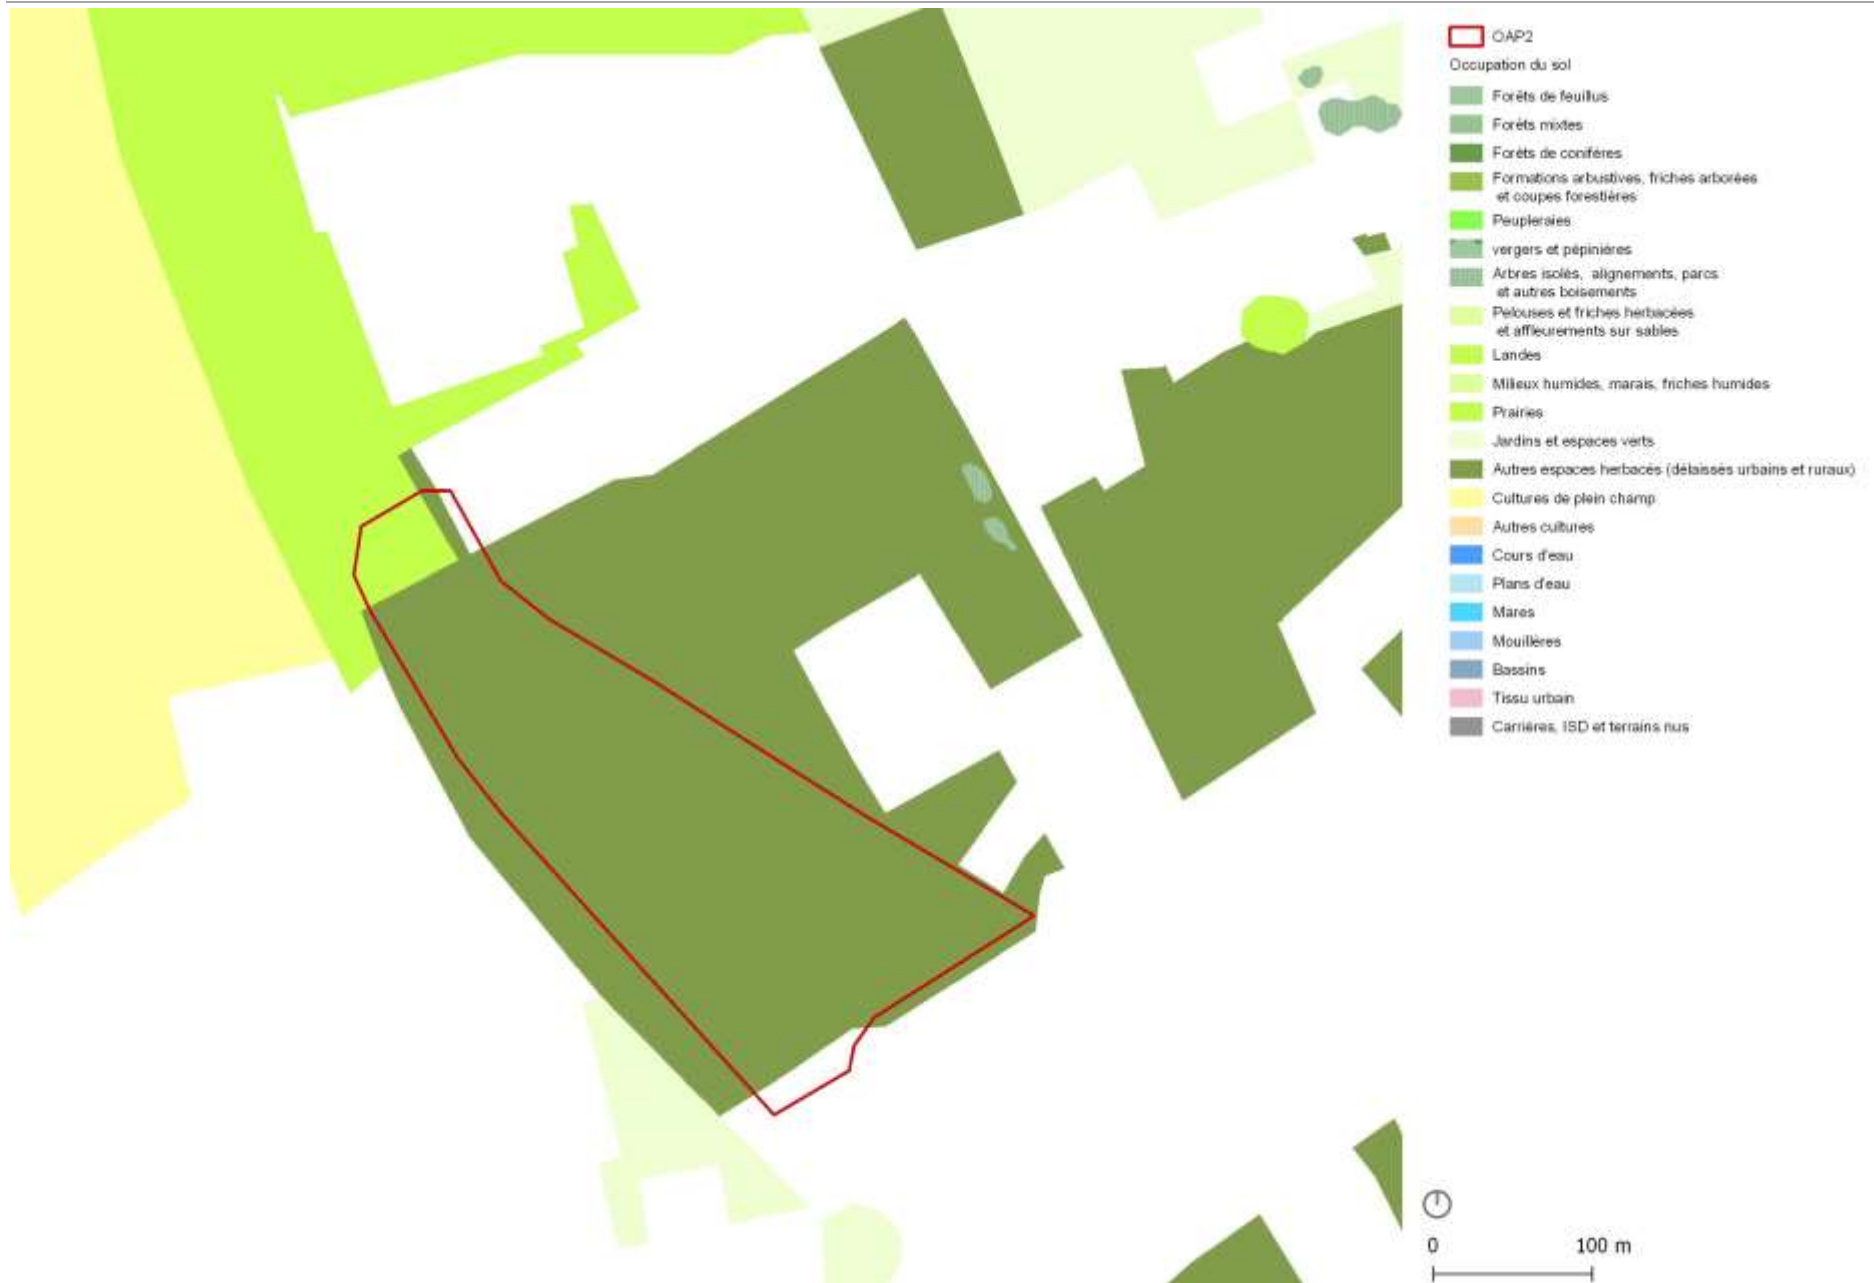 OAP2
Occupation du sol
Forêts de feuillus
Forêts mixtes
Forêts de conifères
Formations arbustives, friches arborées
et coupes forestières
Peupleraies
vergers et pépinières
Arbres isolés, alignements, parcs
et autres boisements
Pelouses et friches herbacées
et affleurements sur sables
Landes
Milieux humides, marais, friches humides
Prairies
Jardins et espaces verts
Autres espaces herbacés (délaissés urbains et ruraux)
Cultures de plein champ
Autres cultures
Cours d'eau
Plans d'eau
Mares
Mouillères
Bassins
Tissu urbain
Carrières, ISD et terrains nus
0 100 m